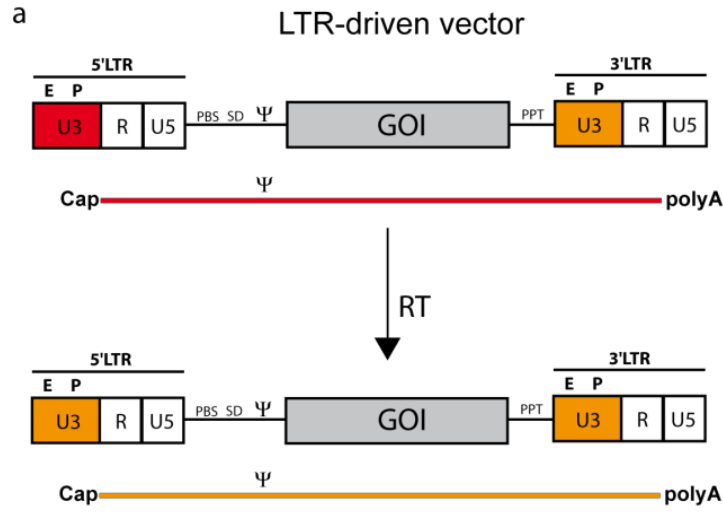 a
LTR-driven vector
5'LTR 3'LTR
E P E P
U3 R U5 PBS SD Ψ GOI PPT U3 R U5
Ψ
Cap polyA
RT
5'LTR 3'LTR
E P E P
U3 R U5 PBS SD Ψ GOI PPT U3 R U5
Ψ
Cap polyA